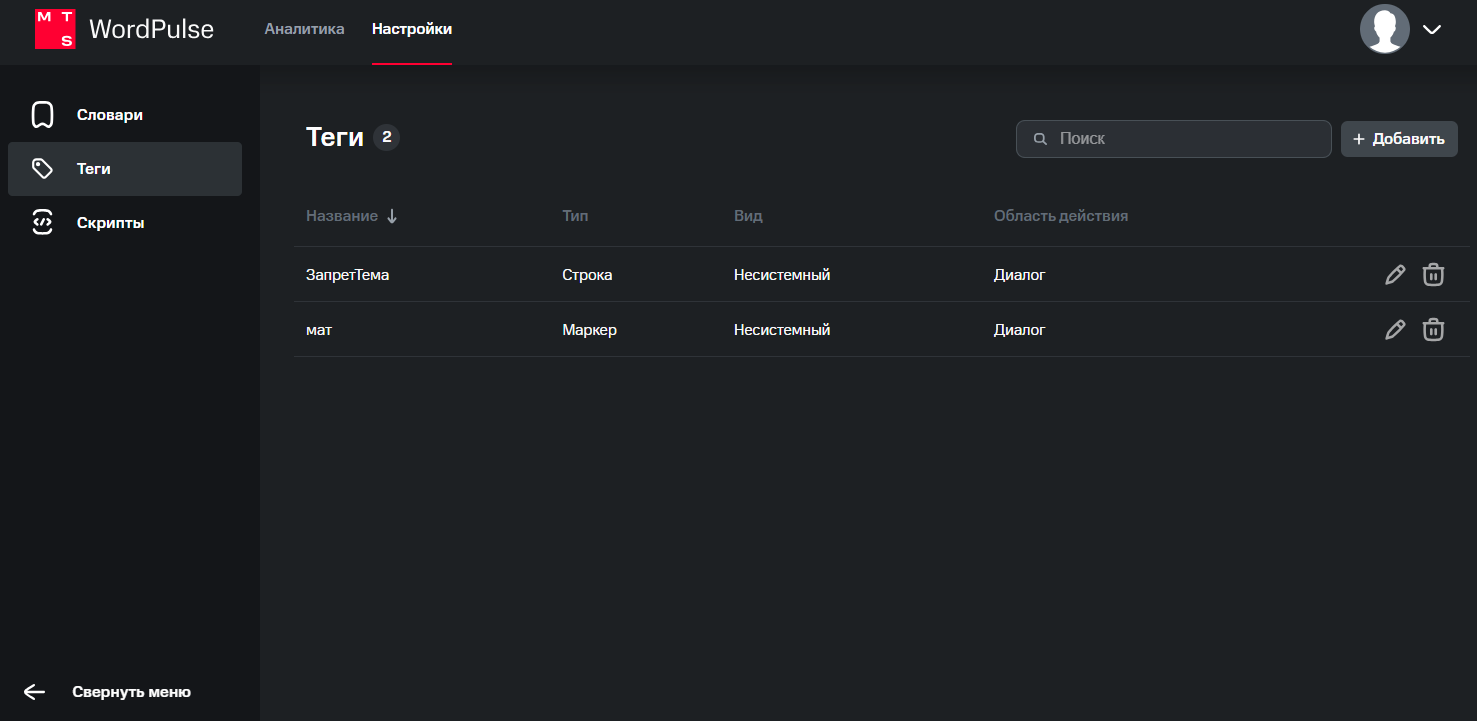 MTS WordPulse Аналитика Настройки
Словари
Теги
Скрипты
Теги 2 Поиск + Добавить
Название Тип Вид Область действия
ЗапретТема Строка Несистемный Диалог
мат Маркер Несистемный Диалог
Свернуть меню